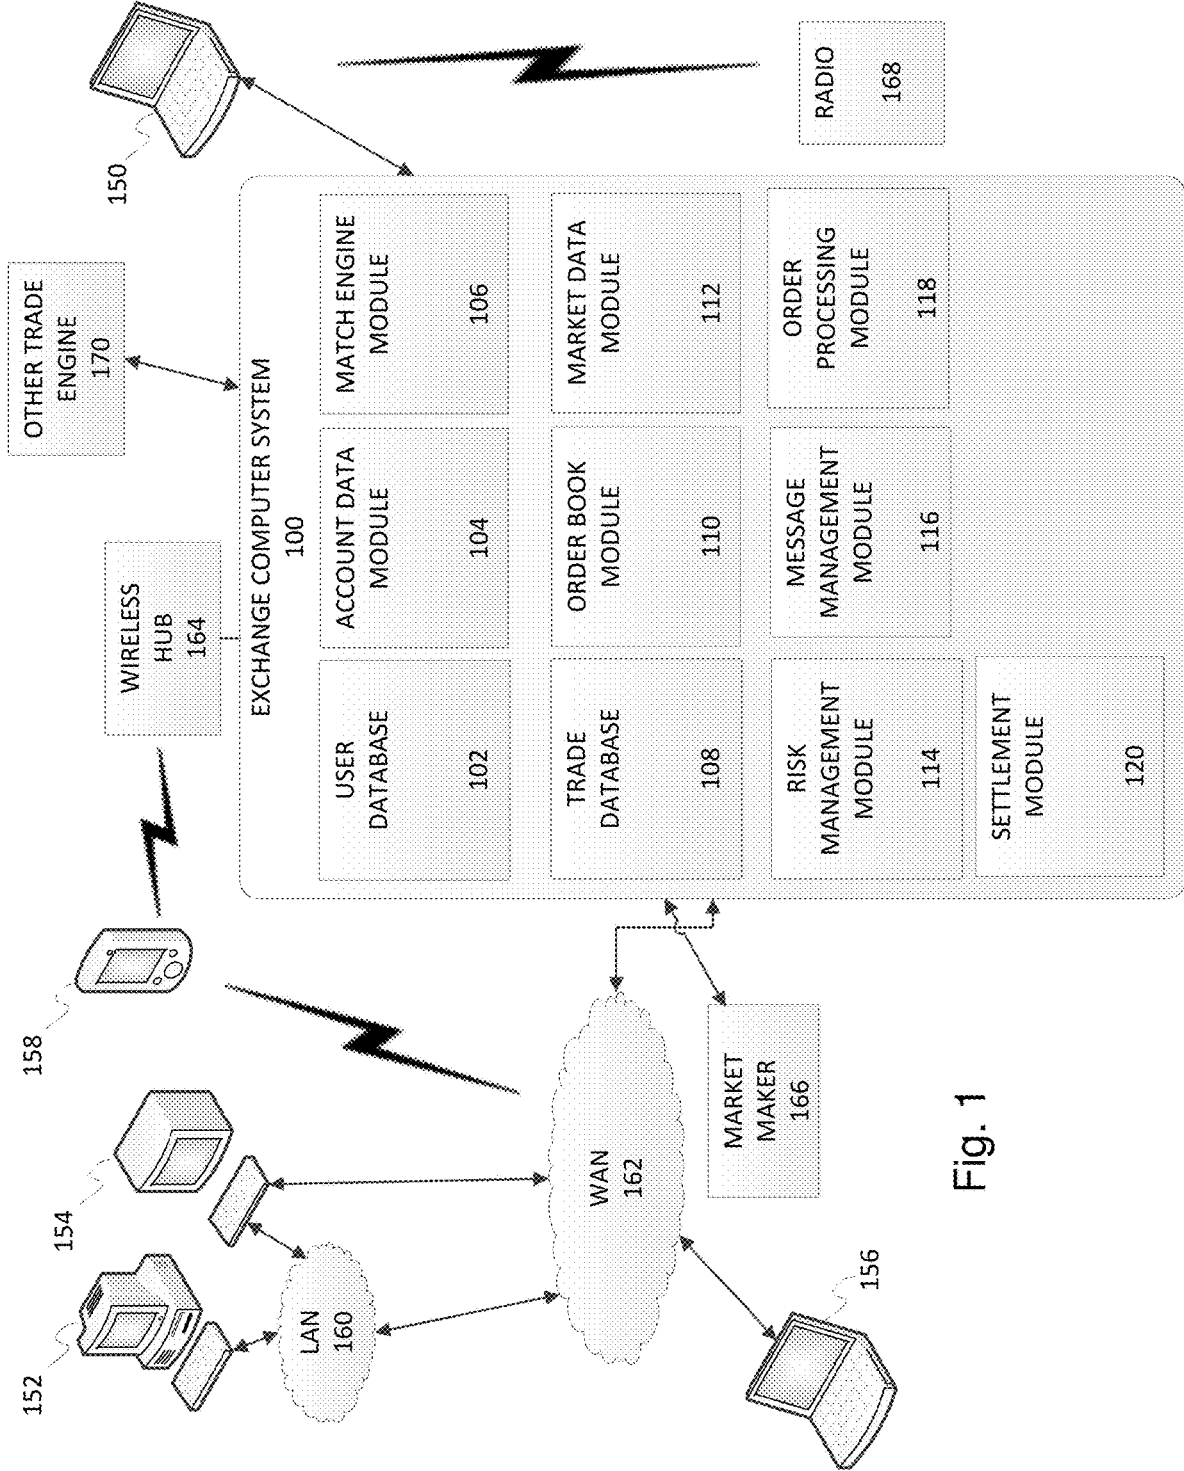 152
154
158
WIRELESS
HUB
164
OTHER TRADE
ENGINE
170
150
LAN
160
EXCHANGE COMPUTER SYSTEM
100
USER
DATABASE
102
ACCOUNT DATA
MODULE
104
MATCH ENGINE
MODULE
106
WAN
162
TRADE
DATABASE
108
ORDER BOOK
MODULE
110
MARKET DATA
MODULE
112
MARKET
MAKER
166
RISK
MANAGEMENT
MODULE
114
MESSAGE
MANAGEMENT
MODULE
116
ORDER
PROCESSING
MODULE
118
RADIO
168
156
SETTLEMENT
MODULE
120
Fig. 1